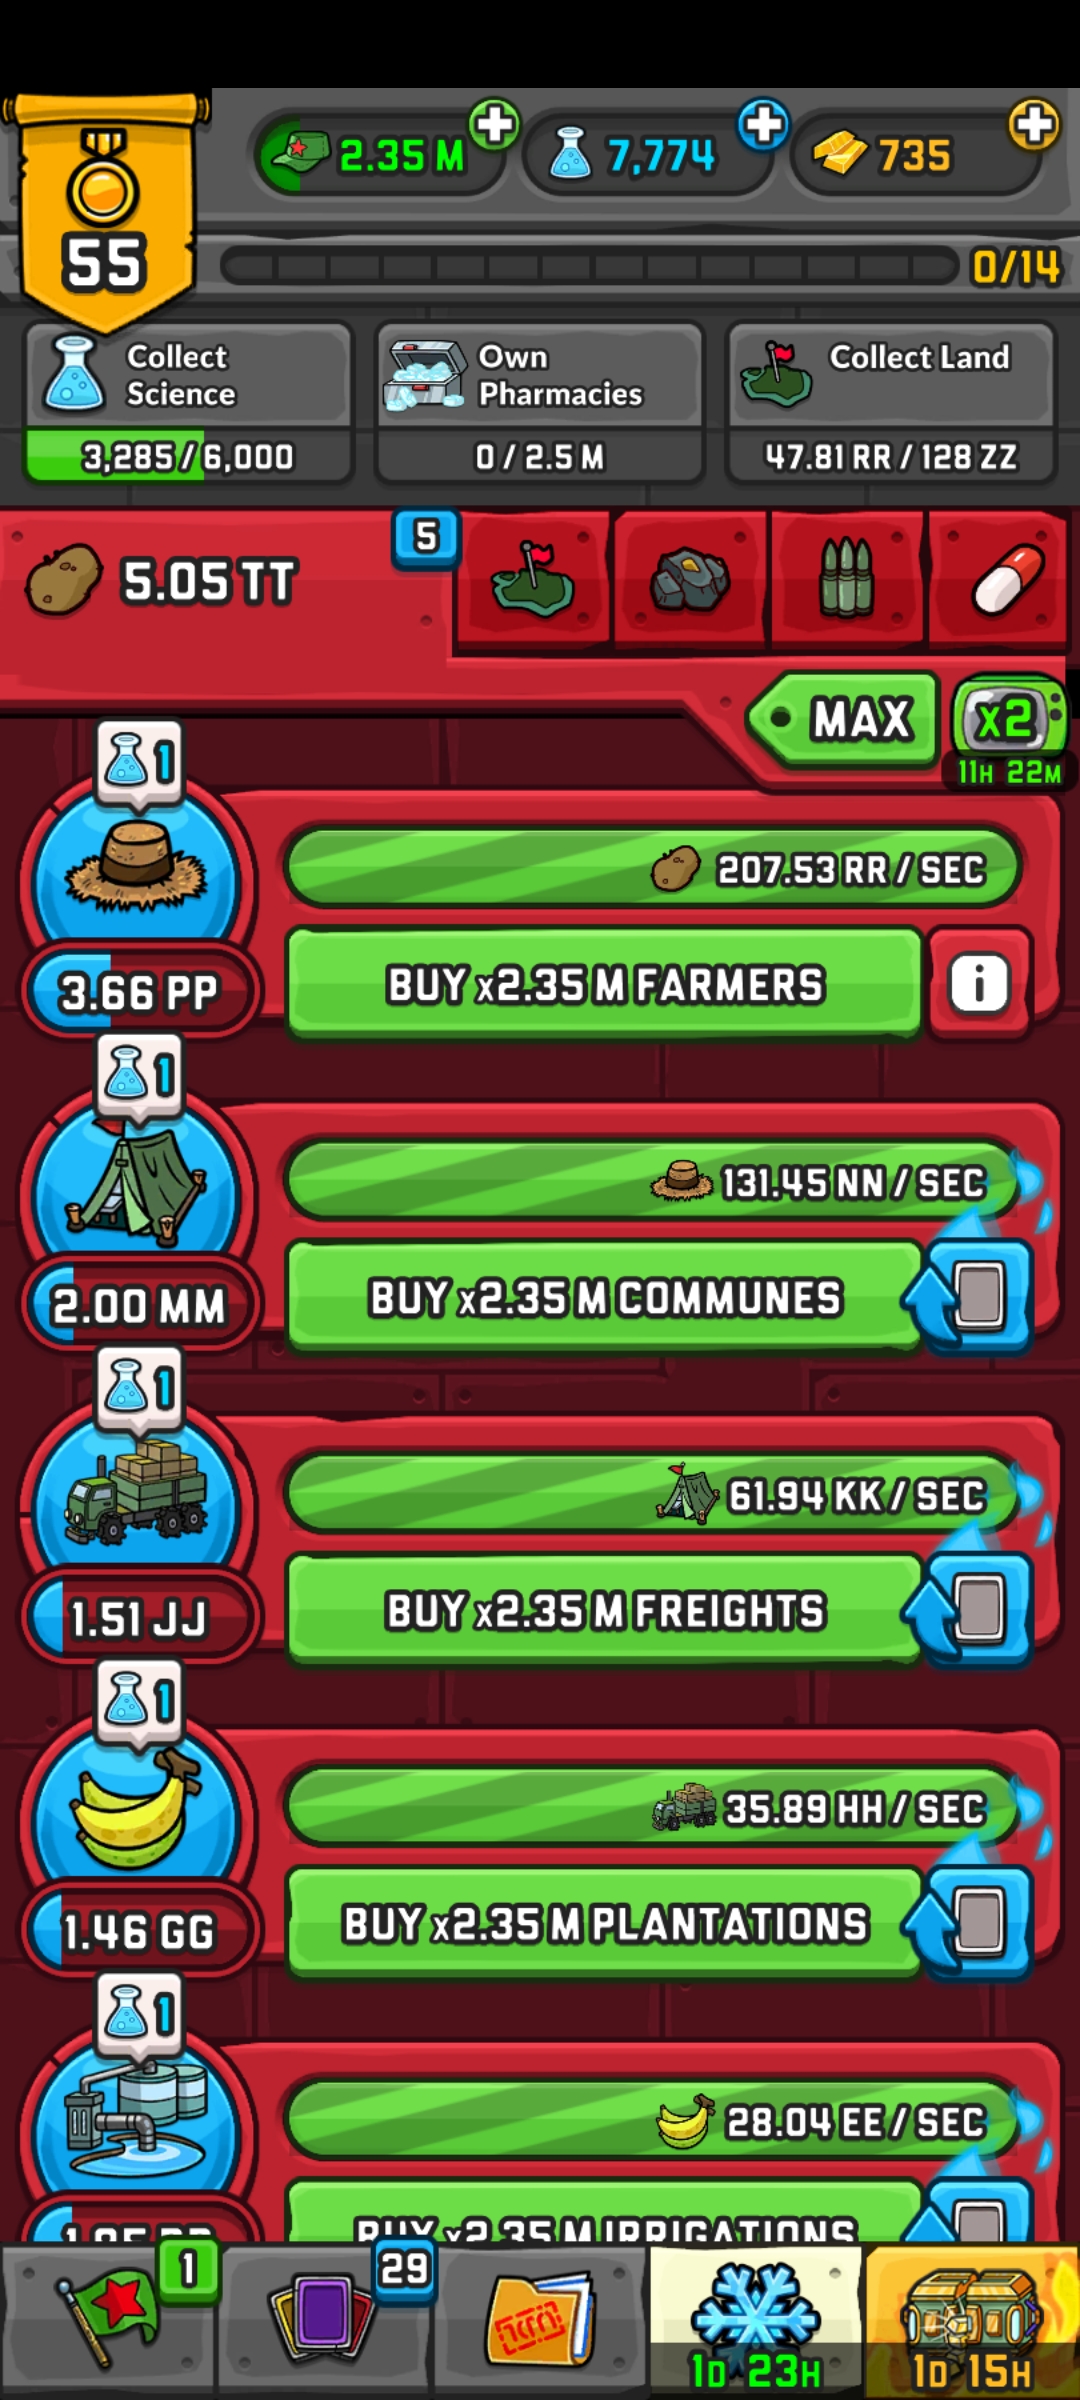 55
2.35 M
7,774
735
0/14
Collect
Science
3,285/6,000
Own
Pharmacies
0/2.5 M
Collect Land
47.81 RR/128 ZZ
5.05 TT
5
MAX
x2
11H 22M
1
207.53 RR/SEC
3.66 PP
BUY x2.35 M FARMERS
i
1
131.45 NN/SEC
2.00 MM
BUY x2.35 M COMMUNES
1
61.94 KK/SEC
1.51 JJ
BUY x2.35 M FREIGHTS
1
35.89 HH/SEC
1.46 GG
BUY x2.35 M PLANTATIONS
1
28.04 EE/SEC
BUY x2.35 M IRRIGATIONS
1
29
1D 23H
1D 15H